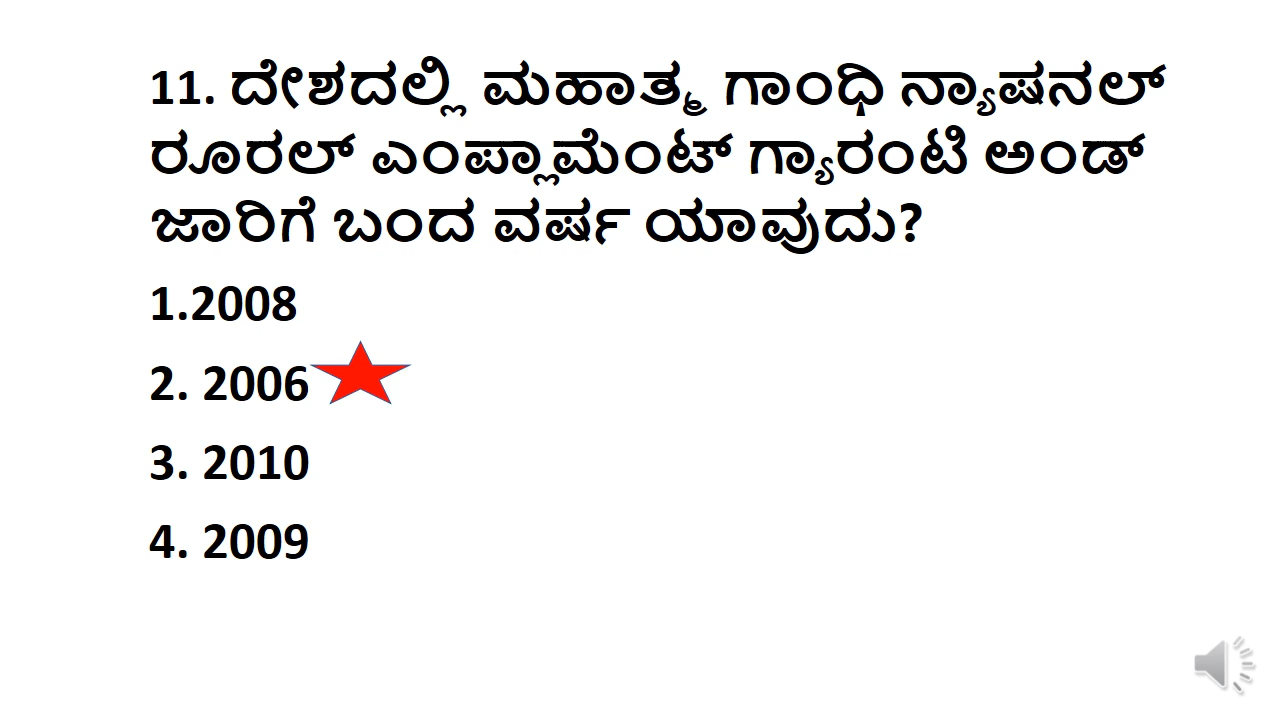 11. ದೇಶದಲ್ಲಿ ಮಹಾತ್ಮ ಗಾಂಧಿ ನ್ಯಾಷನಲ್
ರೂರಲ್ ಎಂಪ್ಲಾಮೆಂಟ್ ಗ್ಯಾರಂಟಿ ಅಂಡ್
ಜಾರಿಗೆ ಬಂದ ವರ್ಷ ಯಾವುದು?
1.2008
2. 2006
3. 2010
4. 2009